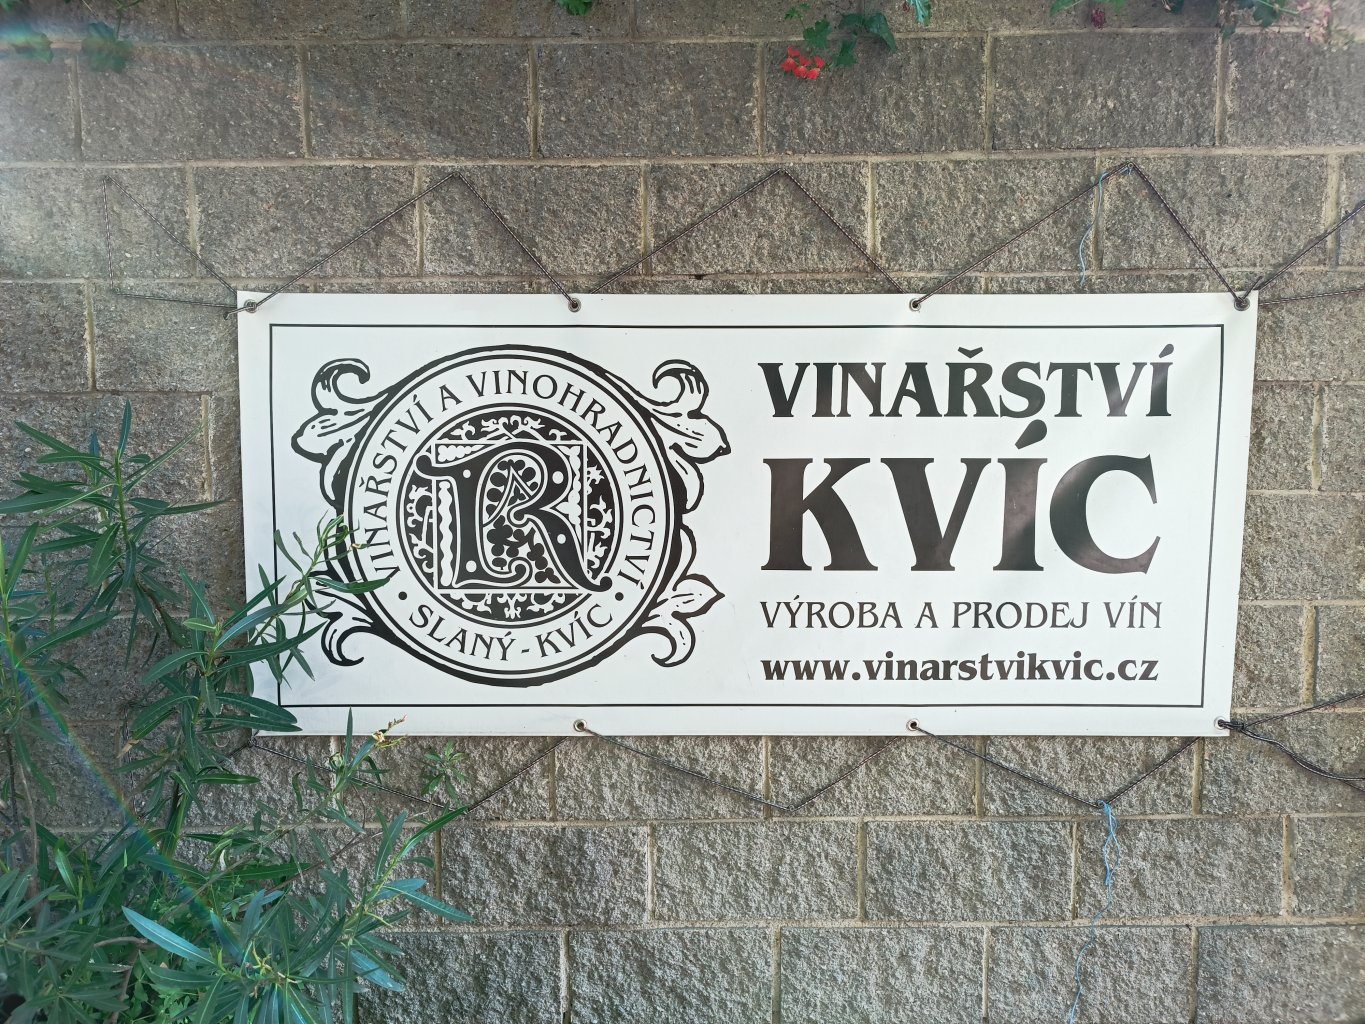 VINAŘSTVÍ A VINOHRADNICTVÍ
R
• SLANÝ - KVÍC •
VINAŘSTVÍ
KVÍC
VÝROBA A PRODEJ VÍN
www.vinarstvikvic.cz